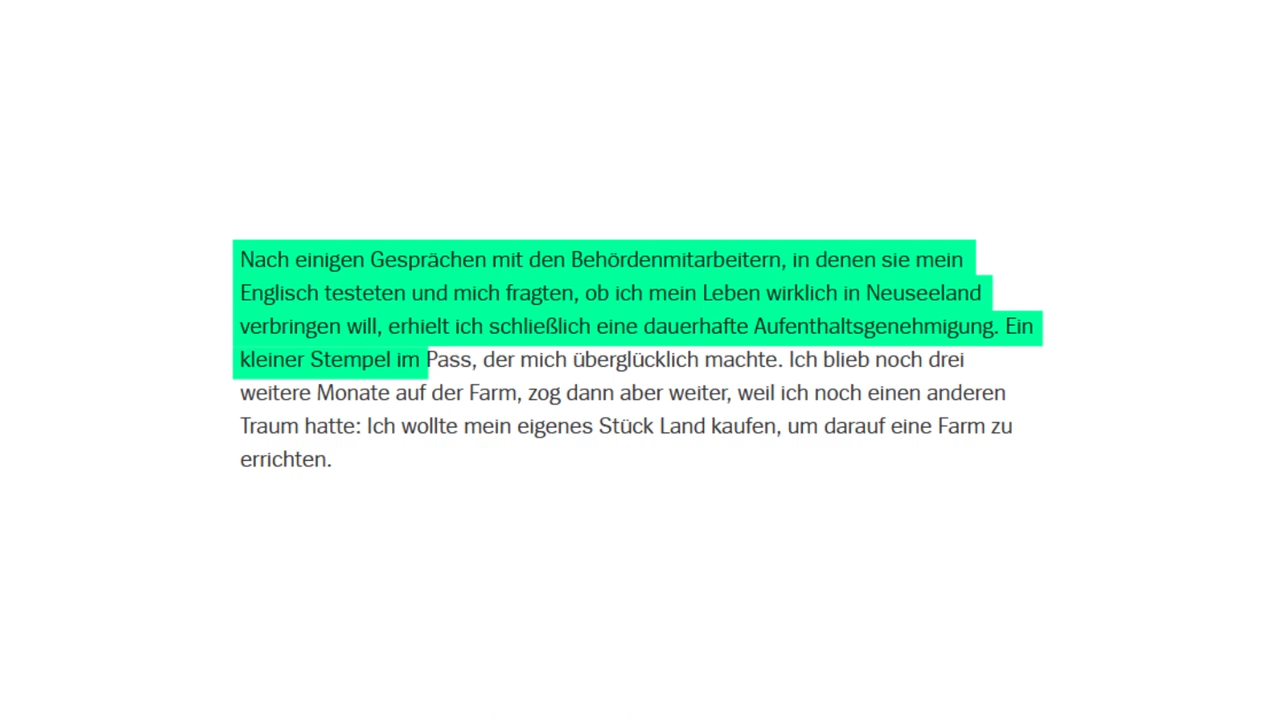 Nach einigen Gesprächen mit den Behördenmitarbeitern, in denen sie mein
Englisch testeten und mich fragten, ob ich mein Leben wirklich in Neuseeland
verbringen will, erhielt ich schließlich eine dauerhafte Aufenthaltsgenehmigung. Ein
kleiner Stempel im Pass, der mich überglücklich machte. Ich blieb noch drei
weitere Monate auf der Farm, zog dann aber weiter, weil ich noch einen anderen
Traum hatte: Ich wollte mein eigenes Stück Land kaufen, um darauf eine Farm zu
errichten.